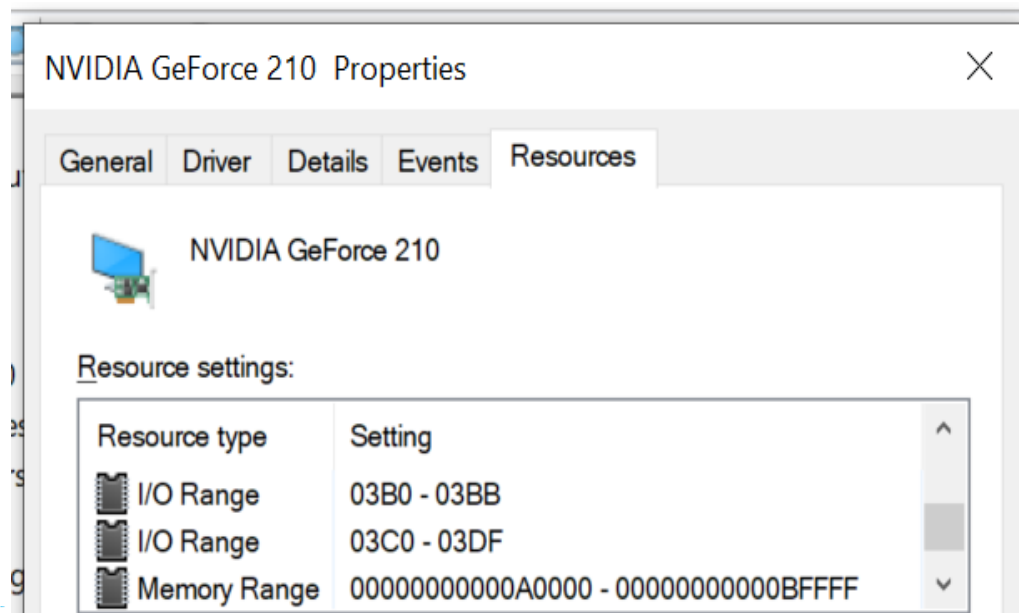 NVIDIA GeForce 210 Properties
General Driver Details Events Resources
NVIDIA GeForce 210
Resource settings:
Resource type Setting
I/O Range 03B0 - 03BB
I/O Range 03C0 - 03DF
Memory Range 00000000000A0000 - 00000000000BFFFF